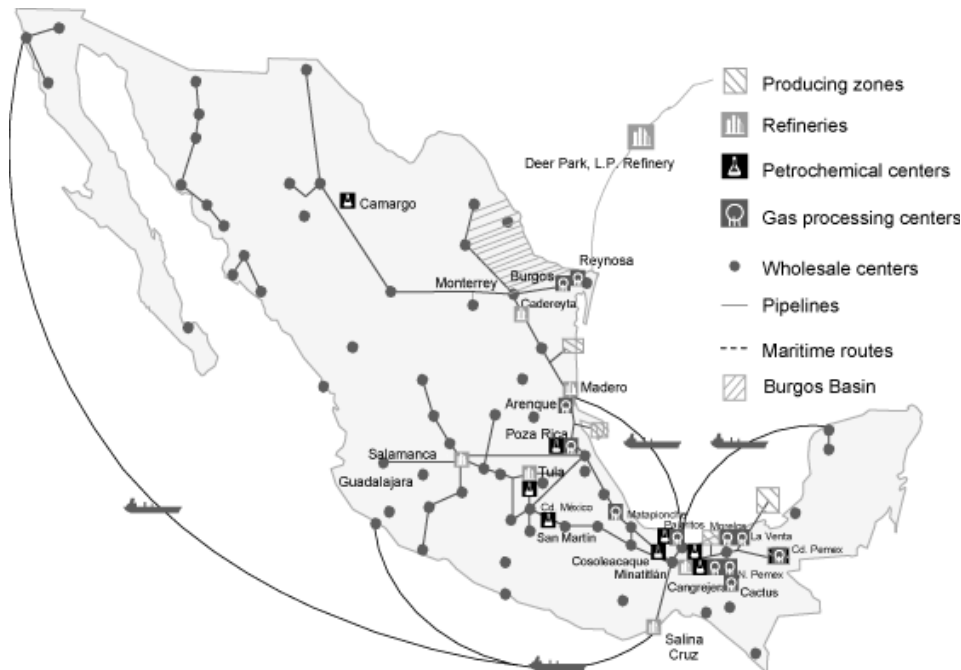 Producing zones
Refineries
Deer Park, L.P. Refinery
Petrochemical centers
Camargo
Gas processing centers
Reynosa
Wholesale centers
Burgos
Monterrey
Cadereyta
Pipelines
Maritime routes
Madero
Burgos Basin
Arenque
Poza Rica
Salamanca
Tula
Guadalajara
Cd. México
Matapionche
San Martín
Pajaritos
Morelos
La Venta
Cd. Pemex
Cosoleacaque
Minatitlán
N. Pemex
Cangrejera
Cactus
Salina
Cruz